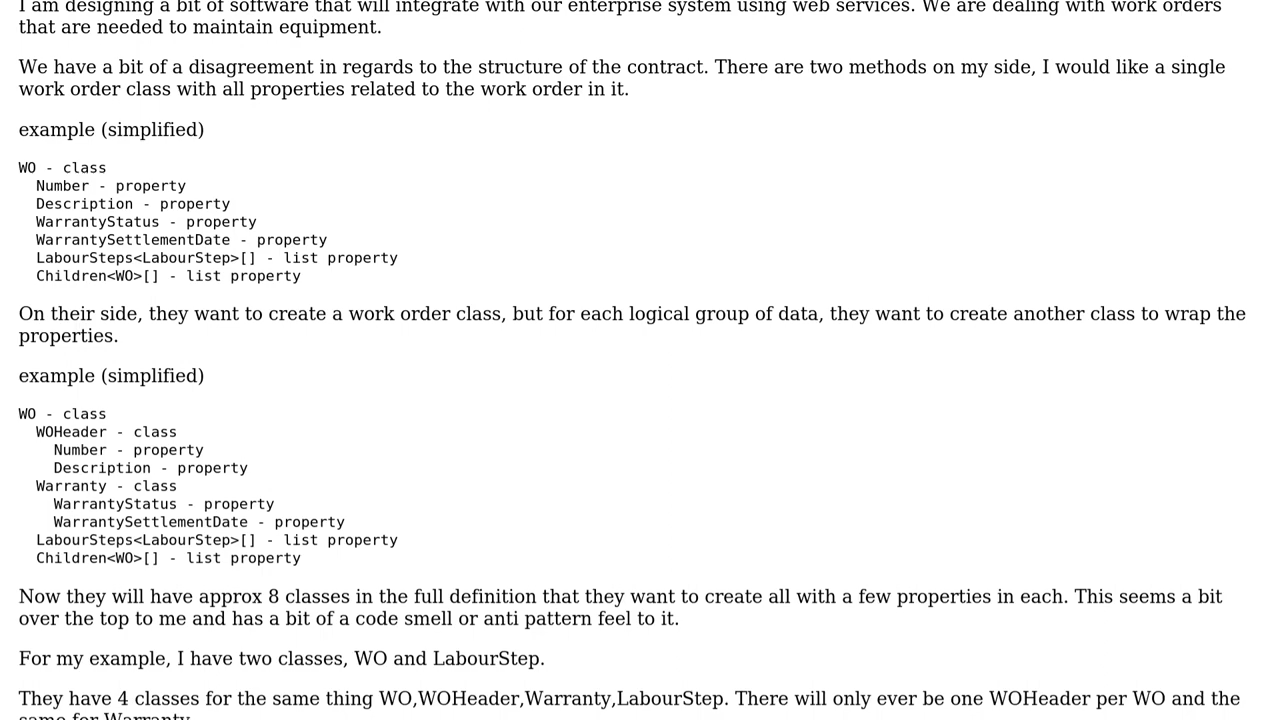 I am designing a bit of software that will integrate with our enterprise system using web services. We are dealing with work orders
that are needed to maintain equipment.
We have a bit of a disagreement in regards to the structure of the contract. There are two methods on my side, I would like a single
work order class with all properties related to the work order in it.
example (simplified)
WO - class
  Number - property
  Description - property
  WarrantyStatus - property
  WarrantySettlementDate - property
  LabourSteps<LabourStep>[] - list property
  Children<WO>[] - list property
On their side, they want to create a work order class, but for each logical group of data, they want to create another class to wrap the
properties.
example (simplified)
WO - class
  WOHeader - class
    Number - property
    Description - property
  Warranty - class
    WarrantyStatus - property
    WarrantySettlementDate - property
  LabourSteps<LabourStep>[] - list property
  Children<WO>[] - list property
Now they will have approx 8 classes in the full definition that they want to create all with a few properties in each. This seems a bit
over the top to me and has a bit of a code smell or anti pattern feel to it.
For my example, I have two classes, WO and LabourStep.
They have 4 classes for the same thing WO,WOHeader,Warranty,LabourStep. There will only ever be one WOHeader per WO and the
same for Warranty.